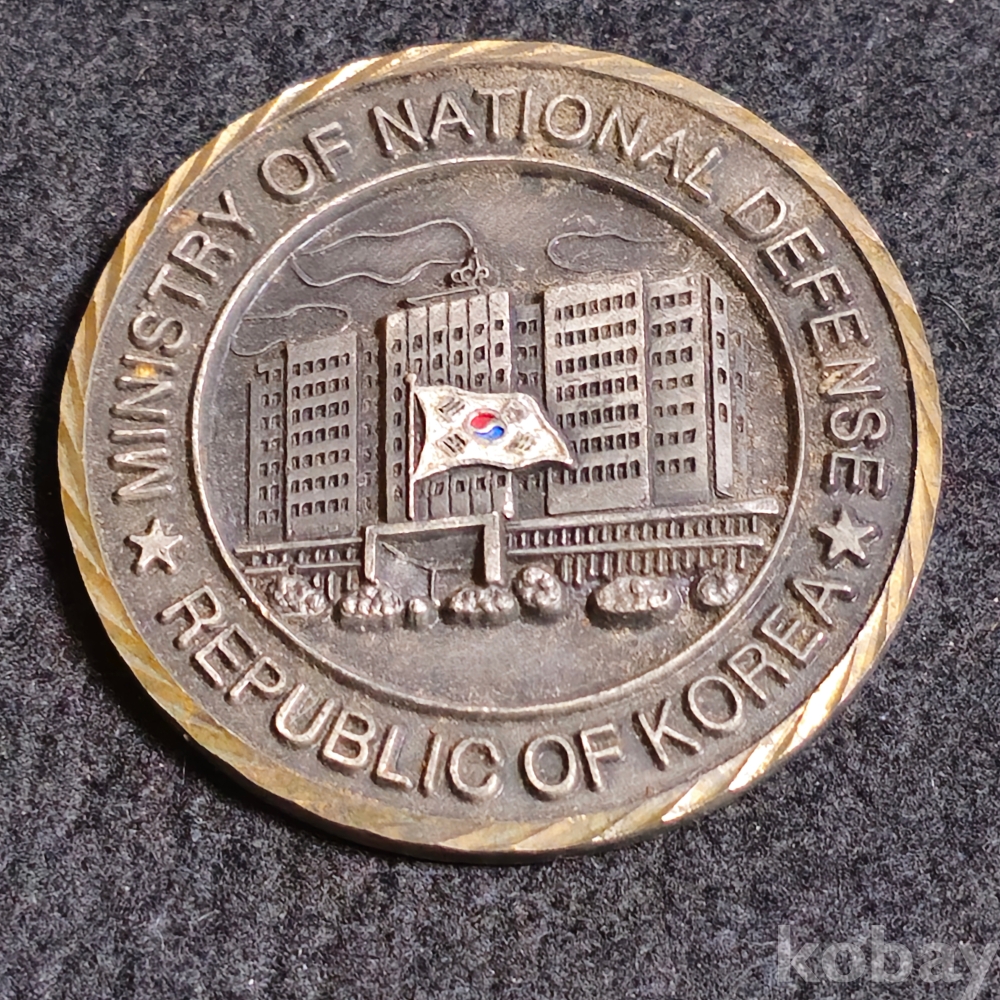 MINISTRY OF NATIONAL DEFENSE
REPUBLIC OF KOREA
kobay